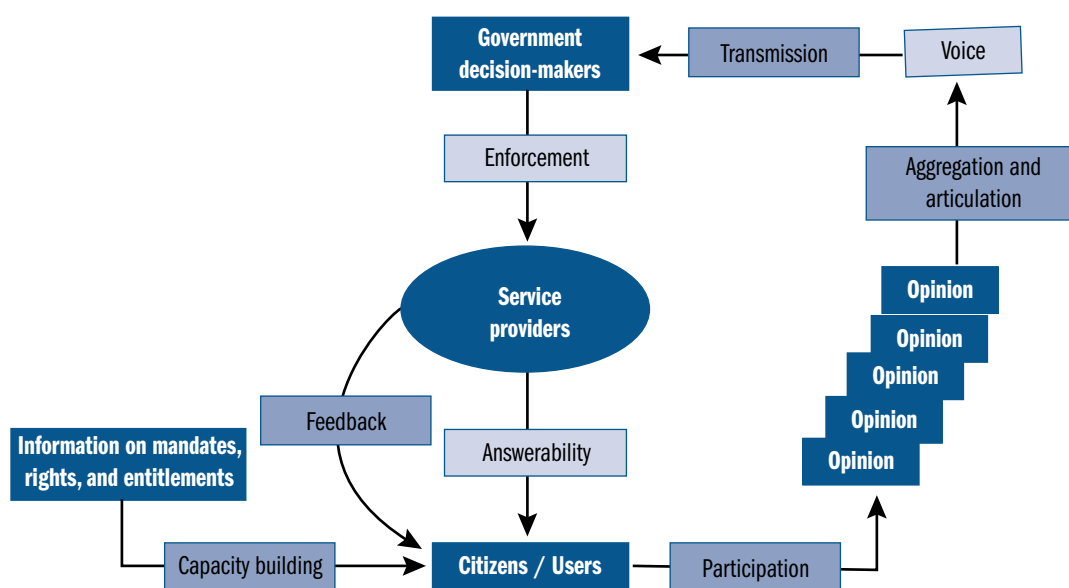 Government
decision-makers
Transmission
Voice
Enforcement
Aggregation and
articulation
Service
providers
Opinion
Opinion
Opinion
Opinion
Opinion
Feedback
Answerability
Information on mandates,
rights, and entitlements
Capacity building
Citizens / Users
Participation